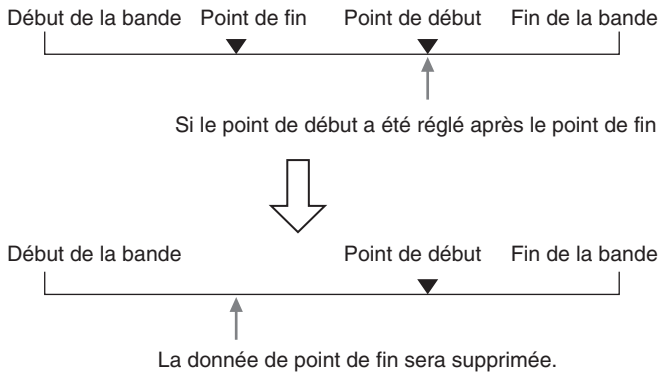 Début de la bande Point de fin Point de début Fin de la bande
Si le point de début a été réglé après le point de fin
Début de la bande Point de début Fin de la bande
La donnée de point de fin sera supprimée.